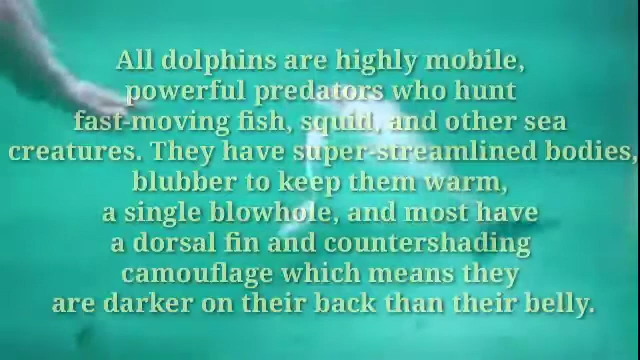 All dolphins are highly mobile,
powerful predators who hunt
fast-moving fish, squid, and other sea
creatures. They have super-streamlined bodies,
blubber to keep them warm,
a single blowhole, and most have
a dorsal fin and countershading
camouflage which means they
are darker on their back than their belly.